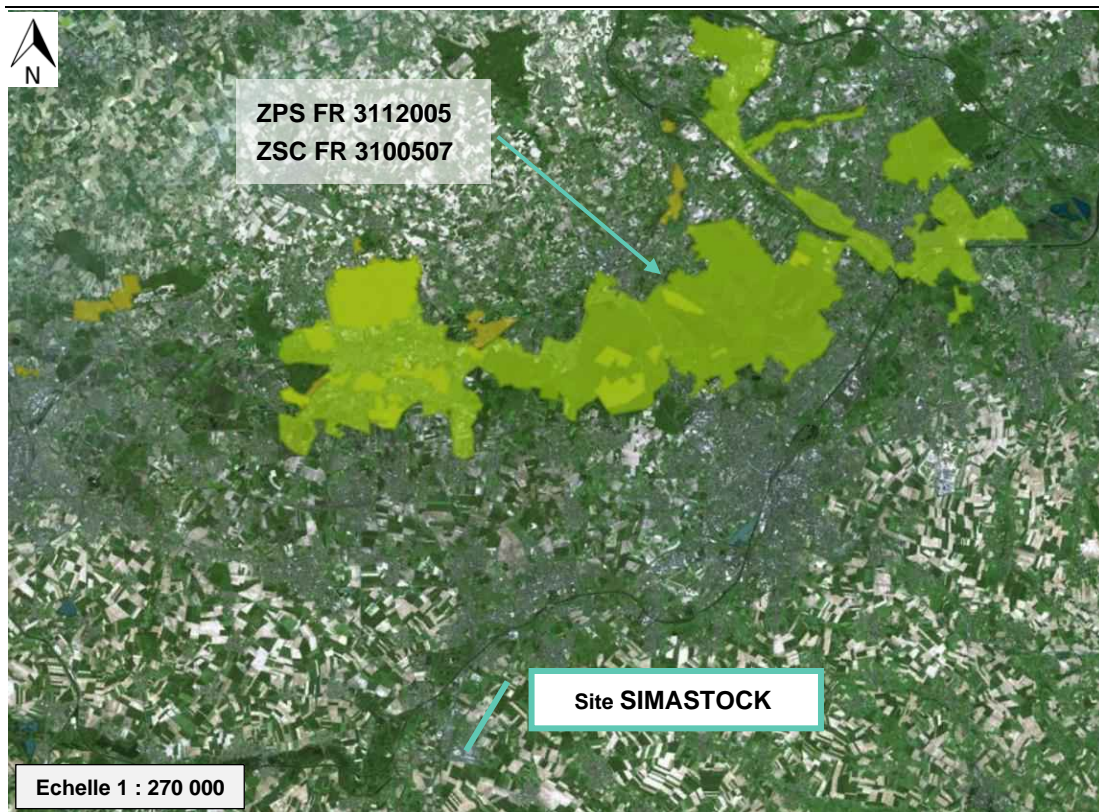 N
ZPS FR 3112005
ZSC FR 3100507
Site SIMASTOCK
Echelle 1 : 270 000